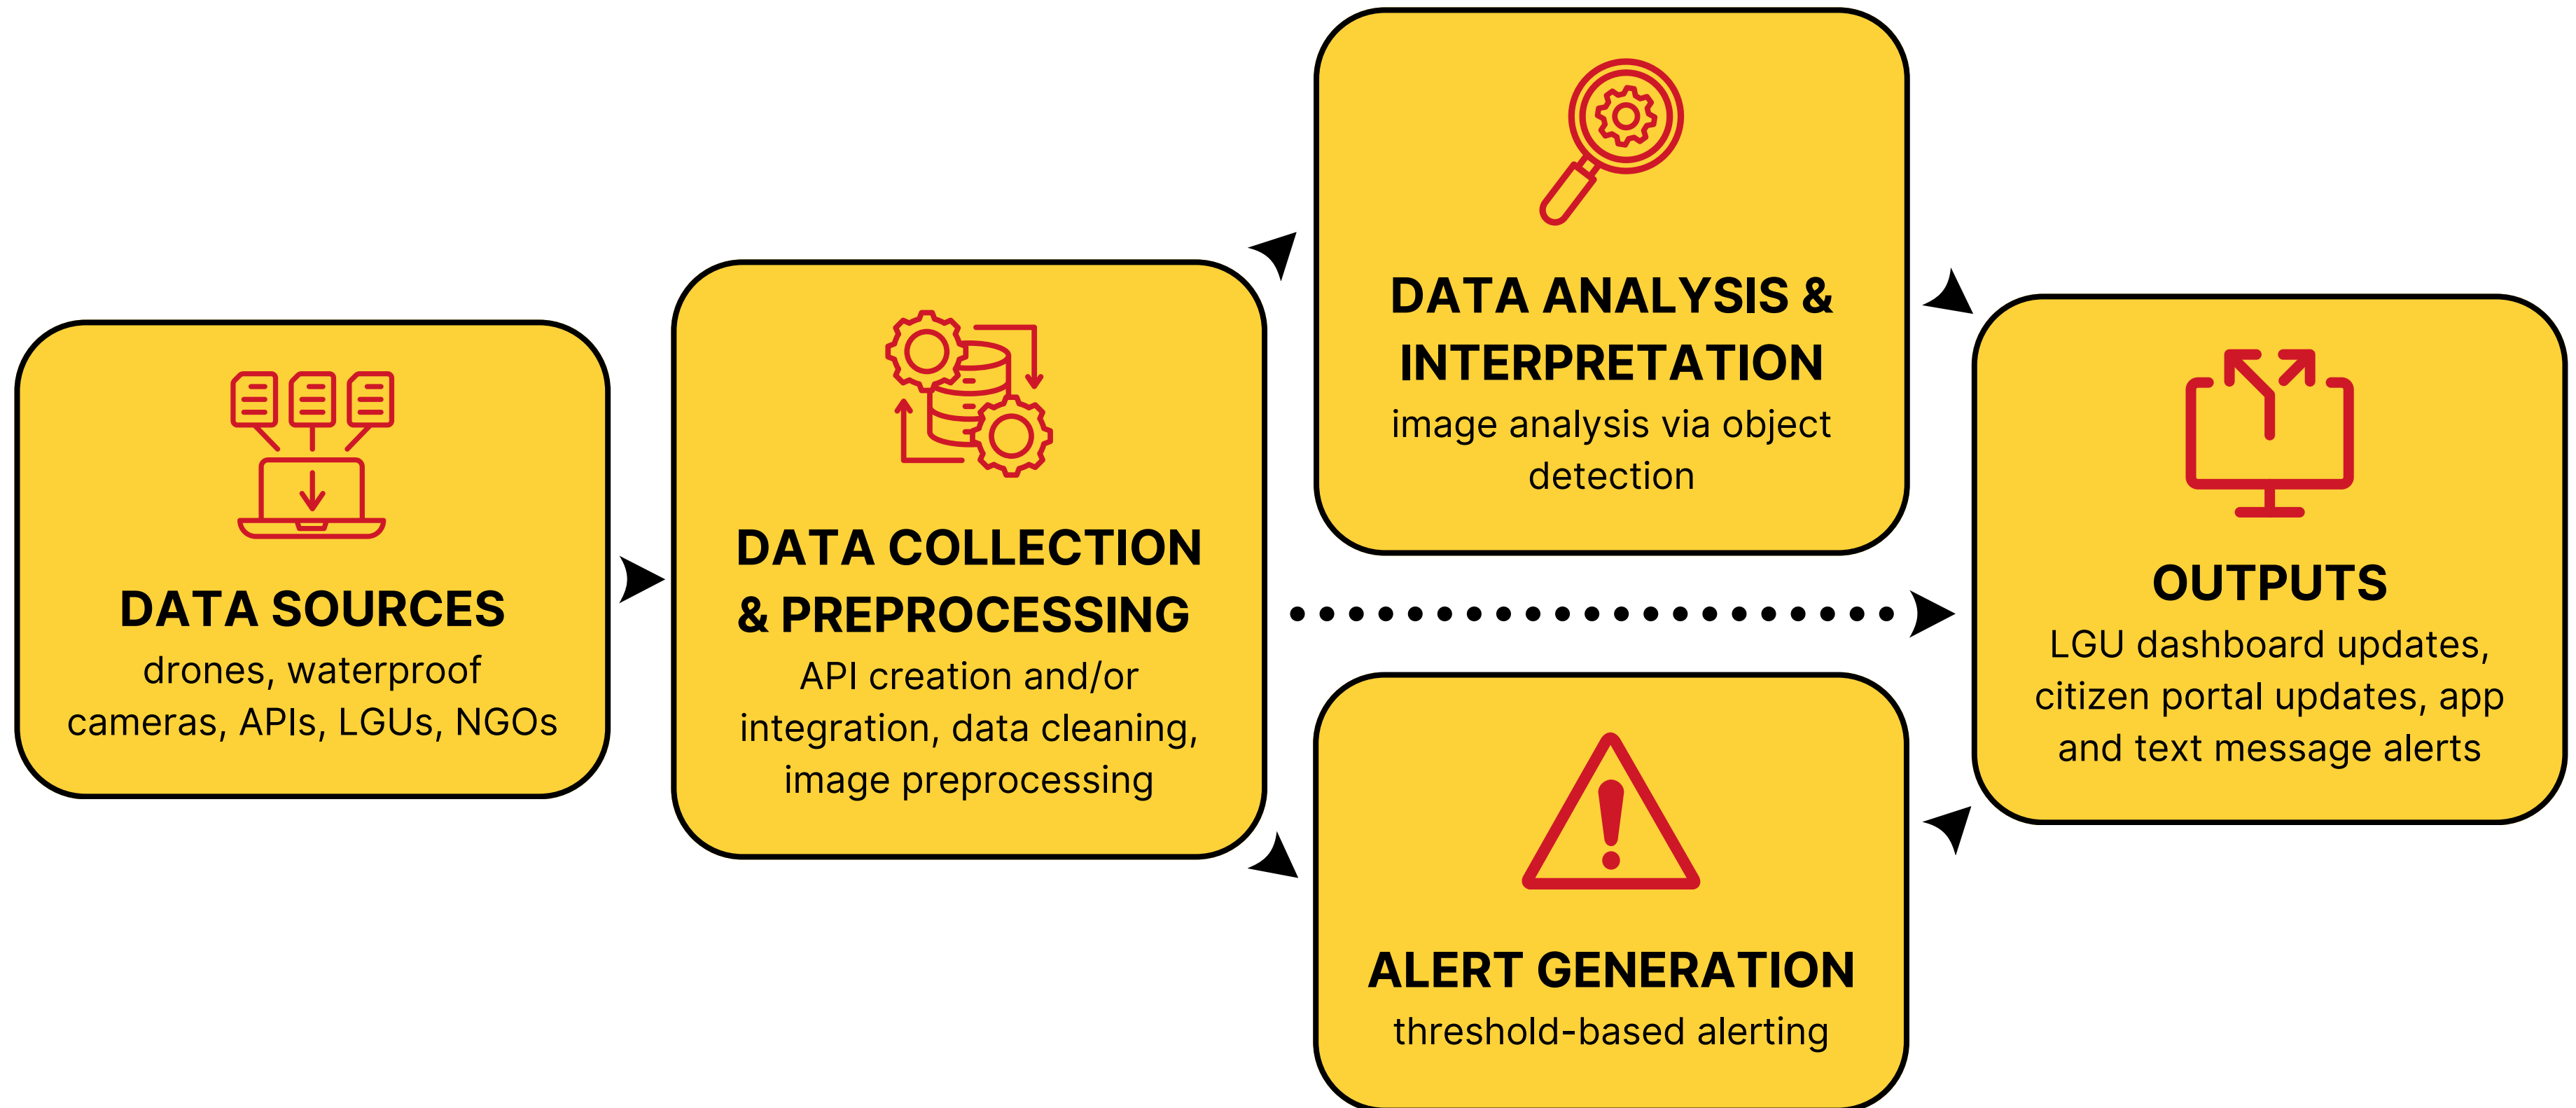 DATA SOURCES
drones, waterproof
cameras, APIs, LGUs, NGOs
DATA COLLECTION
& PREPROCESSING
API creation and/or
integration, data cleaning,
image preprocessing
DATA ANALYSIS &
INTERPRETATION
image analysis via object
detection
ALERT GENERATION
threshold-based alerting
OUTPUTS
LGU dashboard updates,
citizen portal updates, app
and text message alerts